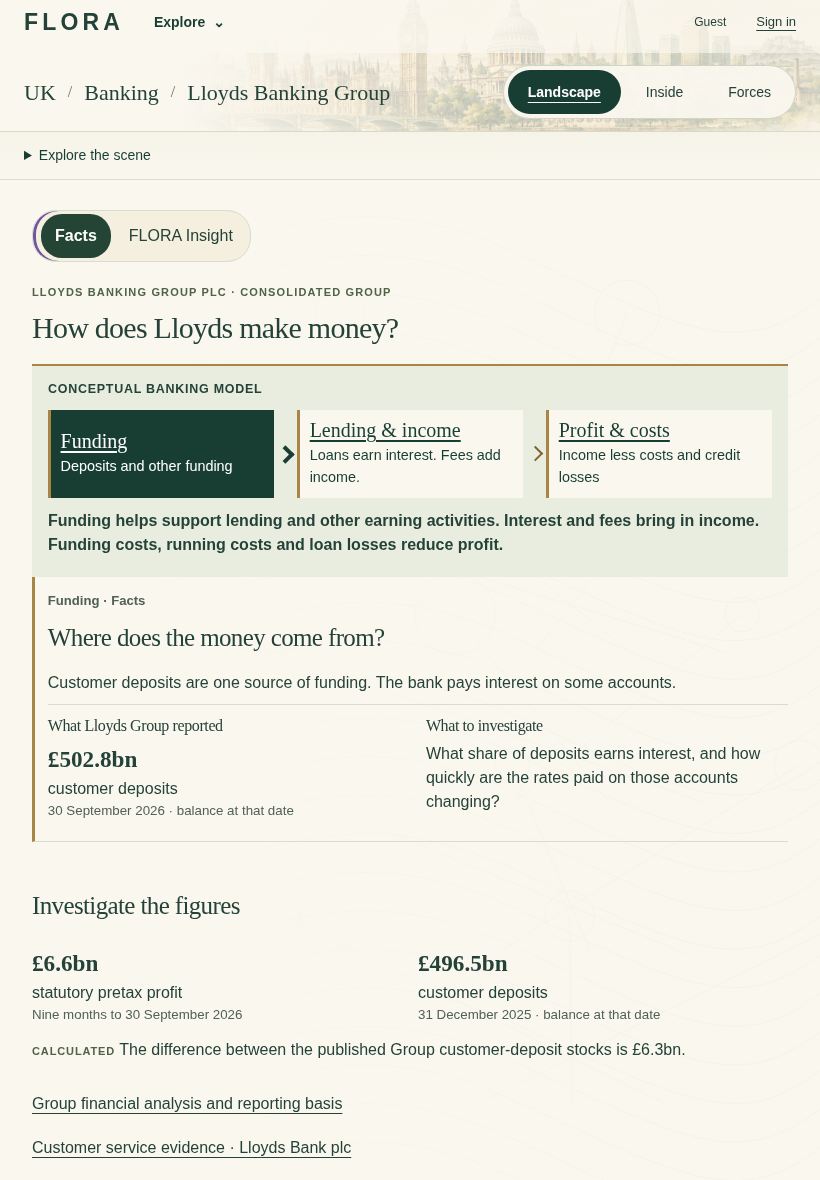 FLORA
Explore
Guest
Sign in
UK / Banking / Lloyds Banking Group
Landscape
Inside
Forces
Explore the scene
Facts
FLORA Insight
LLOYDS BANKING GROUP PLC · CONSOLIDATED GROUP
How does Lloyds make money?
CONCEPTUAL BANKING MODEL
Funding
Deposits and other funding
Lending & income
Loans earn interest. Fees add
income.
Profit & costs
Income less costs and credit
losses
Funding helps support lending and other earning activities. Interest and fees bring in income.
Funding costs, running costs and loan losses reduce profit.
Funding · Facts
Where does the money come from?
Customer deposits are one source of funding. The bank pays interest on some accounts.
What Lloyds Group reported
£502.8bn
customer deposits
30 September 2026 · balance at that date
What to investigate
What share of deposits earns interest, and how
quickly are the rates paid on those accounts
changing?
Investigate the figures
£6.6bn
statutory pretax profit
Nine months to 30 September 2026
£496.5bn
customer deposits
31 December 2025 · balance at that date
CALCULATED The difference between the published Group customer-deposit stocks is £6.3bn.
Group financial analysis and reporting basis
Customer service evidence · Lloyds Bank plc